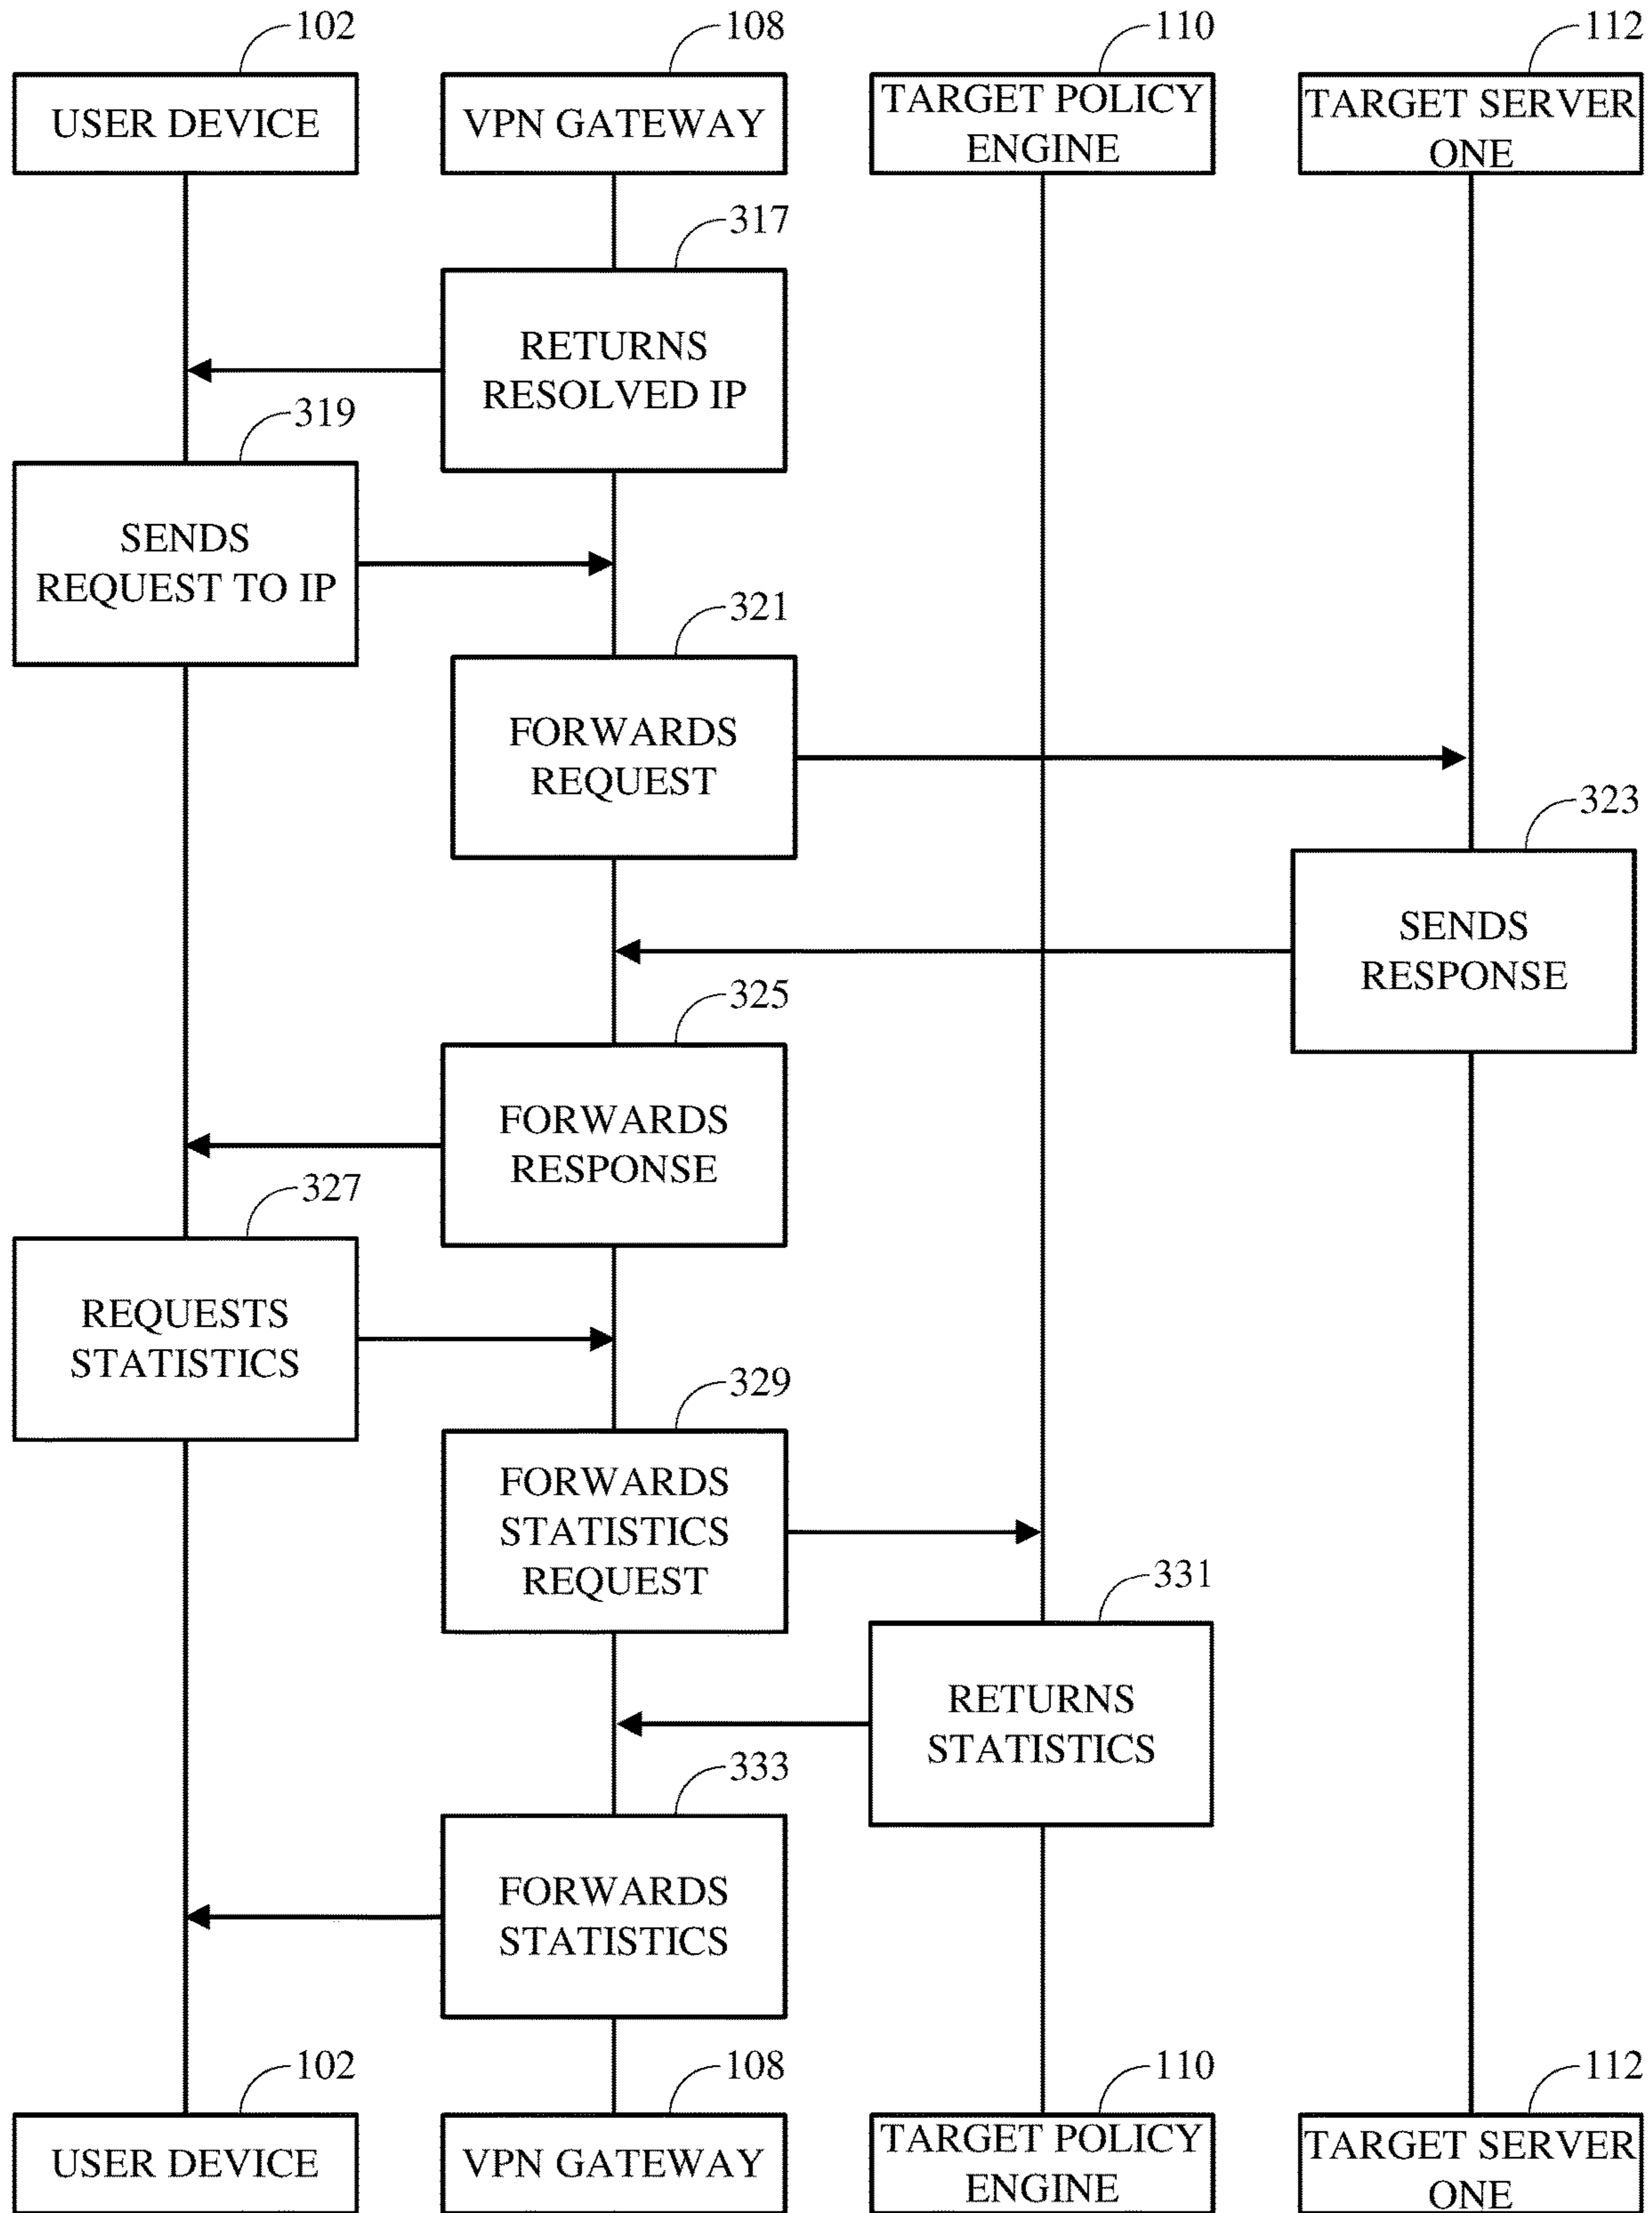 102
108
110
112
USER DEVICE
VPN GATEWAY
TARGET POLICY
ENGINE
TARGET SERVER
ONE
317
RETURNS
RESOLVED IP
319
SENDS
REQUEST TO IP
321
FORWARDS
REQUEST
323
SENDS
RESPONSE
325
FORWARDS
RESPONSE
327
REQUESTS
STATISTICS
329
FORWARDS
STATISTICS
REQUEST
331
RETURNS
STATISTICS
333
FORWARDS
STATISTICS
102
108
110
112
USER DEVICE
VPN GATEWAY
TARGET POLICY
ENGINE
TARGET SERVER
ONE